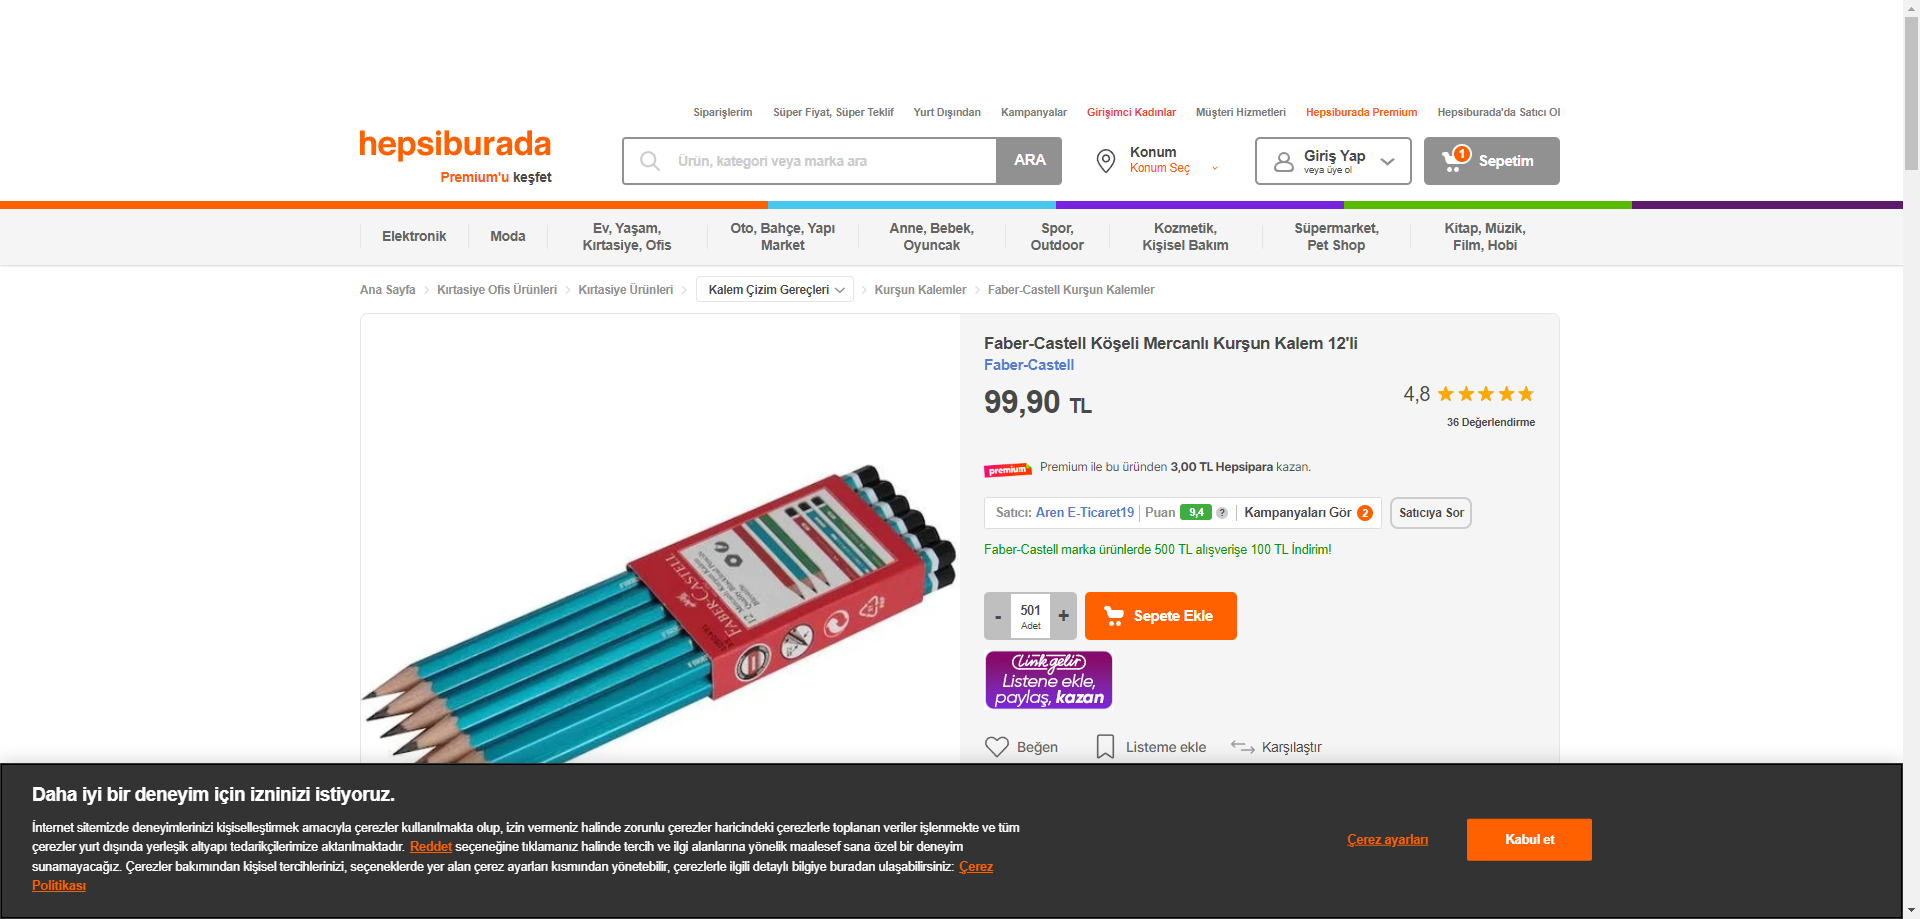 Siparişlerim Süper Fiyat, Süper Teklif Yurt Dışından Kampanyalar Girişimci Kadınlar Müşteri Hizmetleri Hepsiburada Premium Hepsiburada'da Satıcı Ol
hepsiburada
Premium'u keşfet
Ürün, kategori veya marka ara
ARA
Konum
Konum Seç
Giriş Yap
veya üye ol
1
Sepetim
Elektronik
Moda
Ev, Yaşam,
Kırtasiye, Ofis
Oto, Bahçe, Yapı
Market
Anne, Bebek,
Oyuncak
Spor,
Outdoor
Kozmetik,
Kişisel Bakım
Süpermarket,
Pet Shop
Kitap, Müzik,
Film, Hobi
Ana Sayfa Kırtasiye Ofis Ürünleri Kırtasiye Ürünleri Kalem Çizim Gereçleri Kurşun Kalemler Faber-Castell Kurşun Kalemler
Faber-Castell Köşeli Mercanlı Kurşun Kalem 12'li
Faber-Castell
99,90 TL
4,8
36 Değerlendirme
premium Premium ile bu üründen 3,00 TL Hepsipara kazan.
Satıcı: Aren E-Ticaret19 Puan 9,4 ? Kampanyaları Gör 2 Satıcıya Sor
Faber-Castell marka ürünlerde 500 TL alışverişe 100 TL İndirim!
- 501 +
Adet
Sepete Ekle
Linkgelir
Listene ekle,
paylaş, kazan
Beğen Listeme ekle Karşılaştır
FABER-CASTELL
Daha iyi bir deneyim için izninizi istiyoruz.
İnternet sitemizde deneyimlerinizi kişiselleştirmek amacıyla çerezler kullanılmakta olup, izin vermeniz halinde zorunlu çerezler haricindeki çerezlerle toplanan veriler işlenmekte ve tüm
çerezler yurt dışında yerleşik altyapı tedarikçilerimize aktarılmaktadır. Reddet seçeneğine tıklamanız halinde tercih ve ilgi alanlarına yönelik maalesef sana özel bir deneyim
sunamayacağız. Çerezler bakımından kişisel tercihlerinizi, seçeneklerde yer alan çerez ayarları kısmından yönetebilir, çerezlerle ilgili detaylı bilgiye buradan ulaşabilirsiniz: Çerez
Politikası
Çerez ayarları
Kabul et